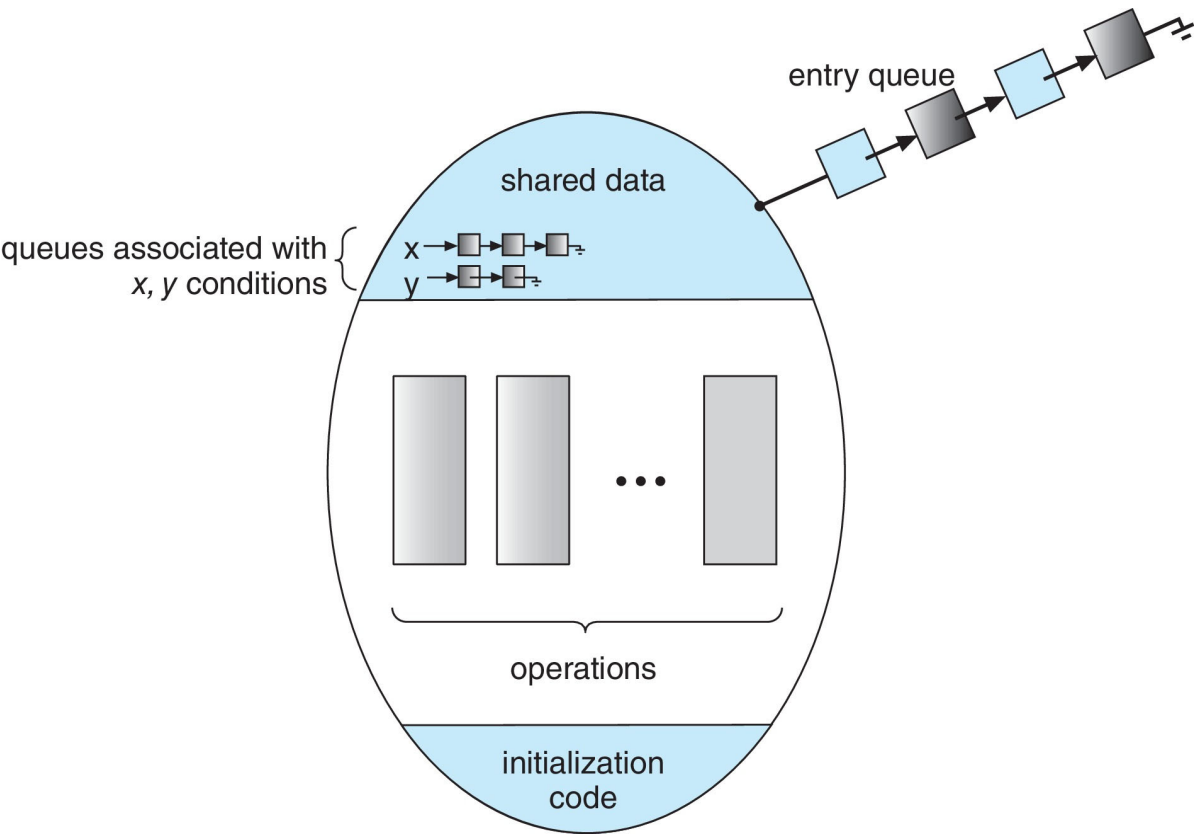 entry queue
shared data
queues associated with
x, y conditions
x
y
...
operations
initialization
code